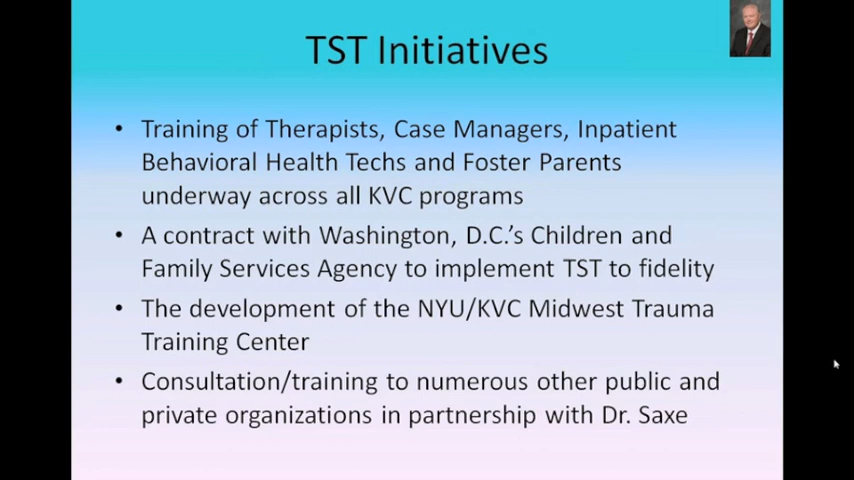 TST Initiatives
• Training of Therapists, Case Managers, Inpatient
Behavioral Health Techs and Foster Parents
underway across all KVC programs
• A contract with Washington, D.C.'s Children and
Family Services Agency to implement TST to fidelity
• The development of the NYU/KVC Midwest Trauma
Training Center
• Consultation/training to numerous other public and
private organizations in partnership with Dr. Saxe